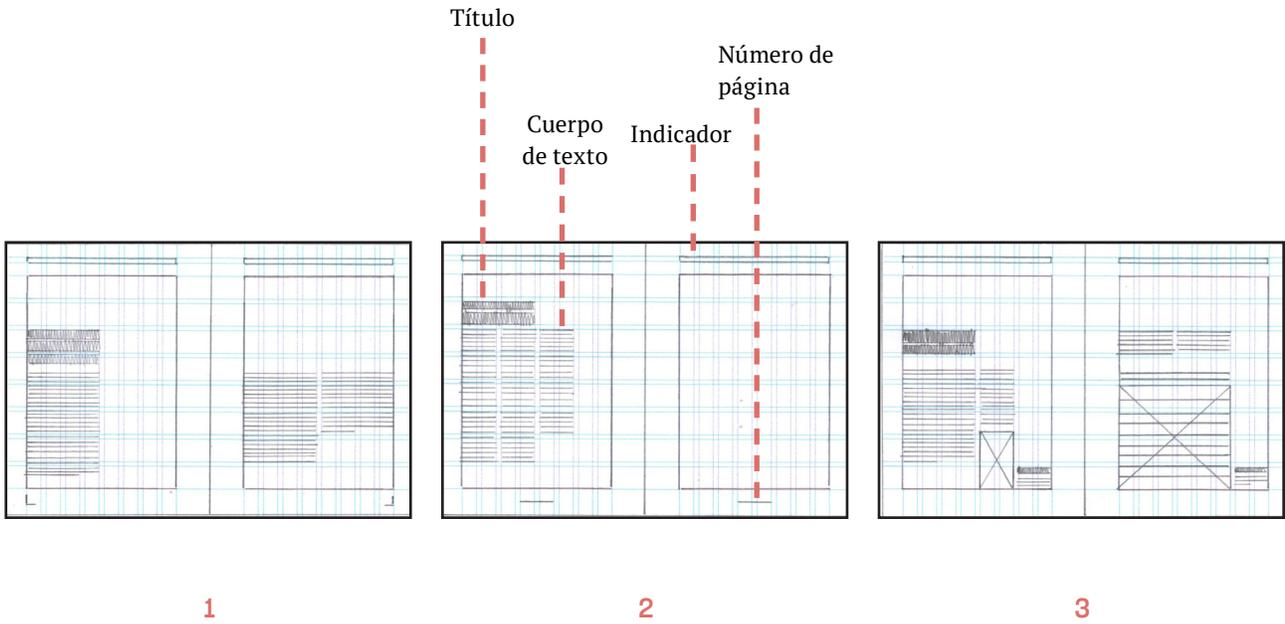 Título
Número de
página
Cuerpo
de texto
Indicador
1
2
3